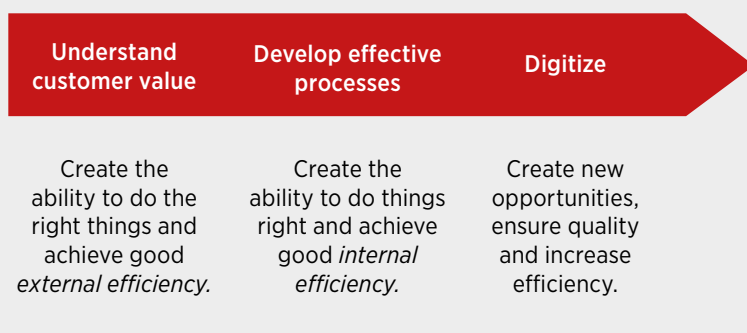 Understand
customer value
Develop effective
processes
Digitize
Create the
ability to do the
right things and
achieve good
external efficiency.
Create the
ability to do things
right and achieve
good internal
efficiency.
Create new
opportunities,
ensure quality
and increase
efficiency.